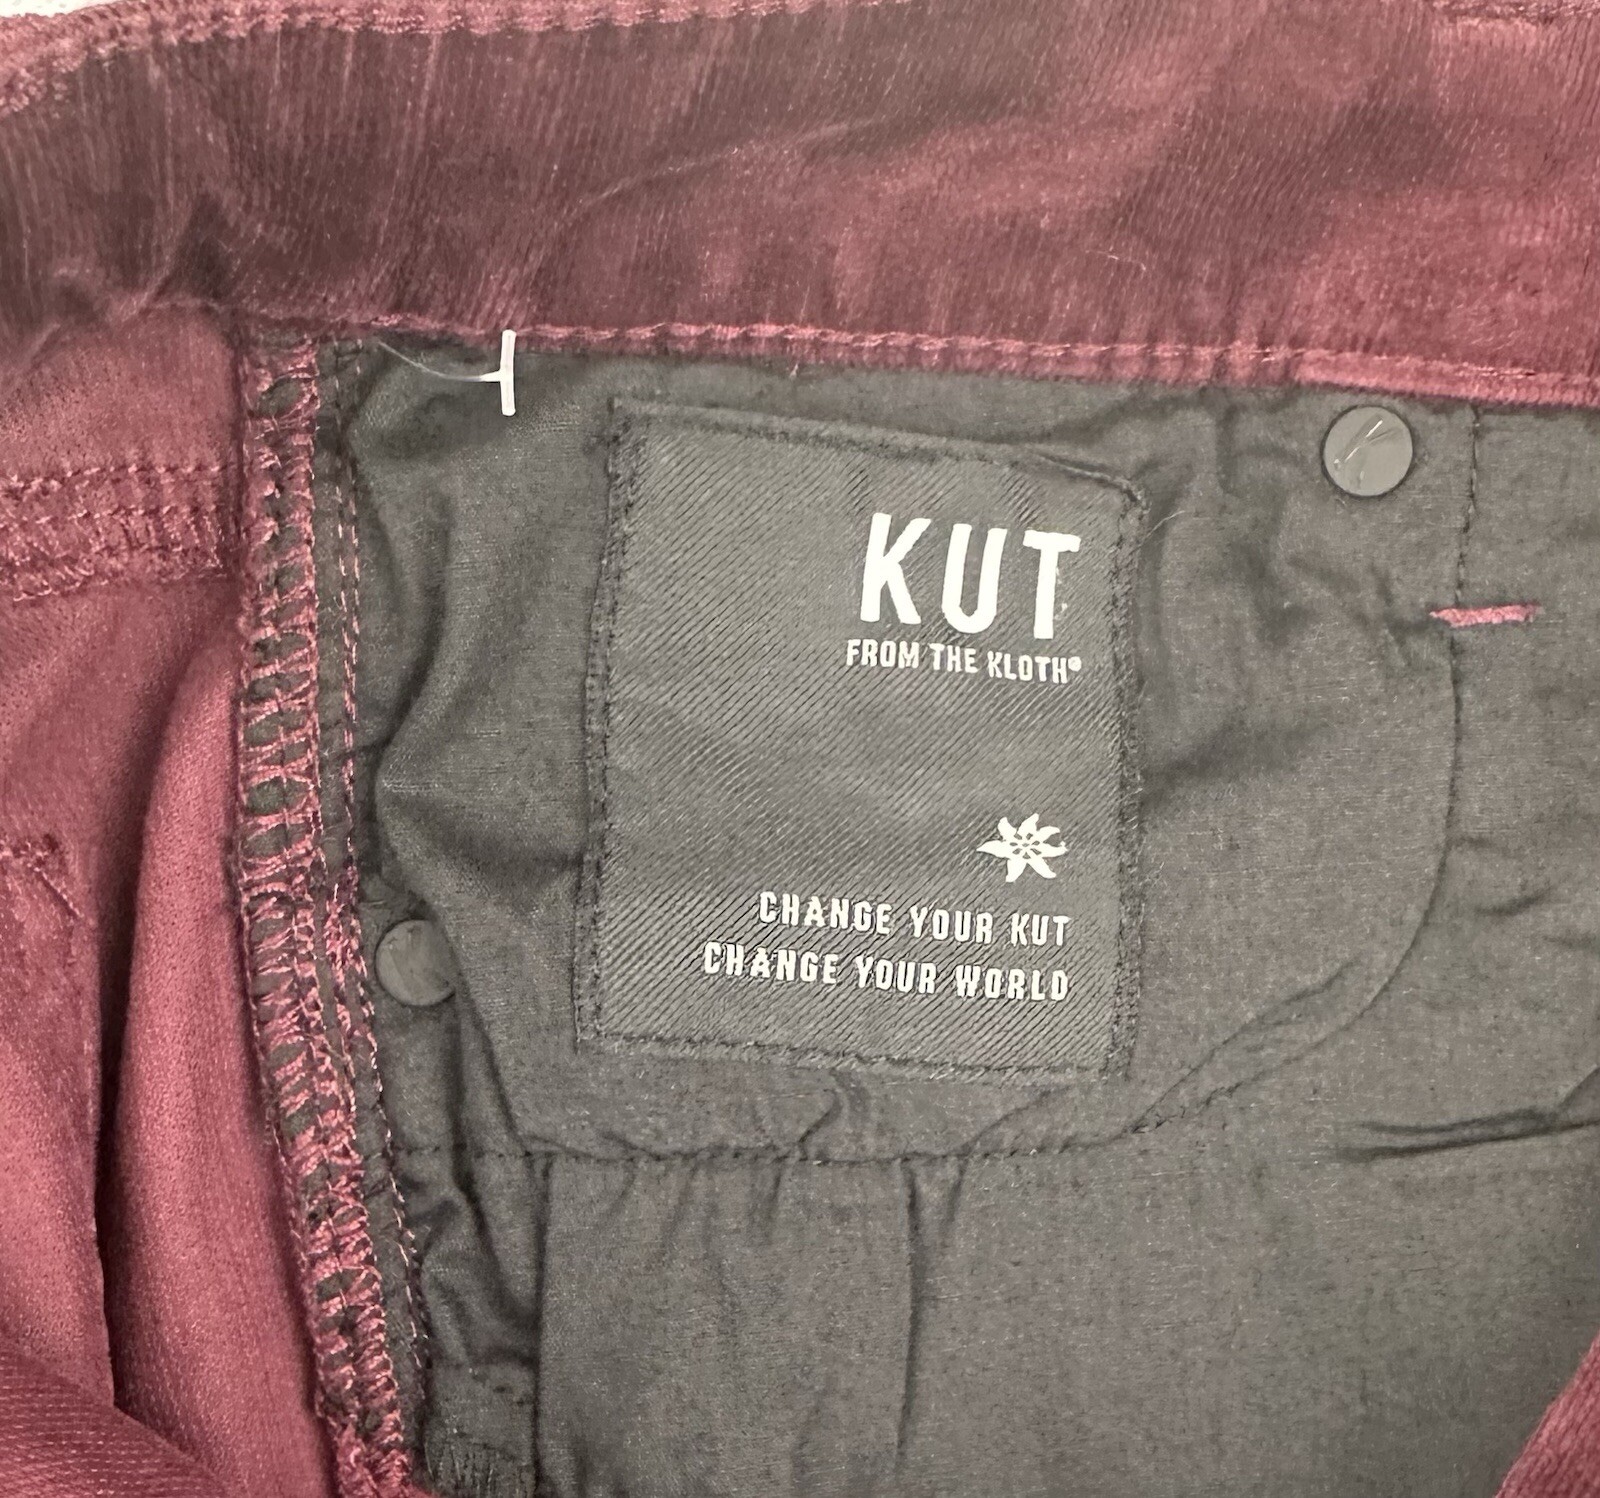 KUT
FROM THE KLOTH®
CHANGE YOUR KUT
CHANGE YOUR WORLD